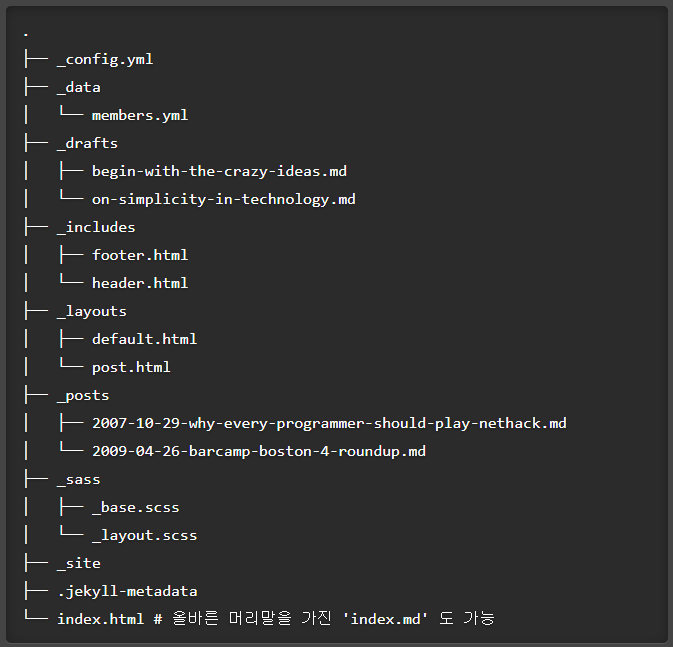 .
├── _config.yml
├── _data
│   └── members.yml
├── _drafts
│   ├── begin-with-the-crazy-ideas.md
│   └── on-simplicity-in-technology.md
├── _includes
│   ├── footer.html
│   └── header.html
├── _layouts
│   ├── default.html
│   └── post.html
├── _posts
│   ├── 2007-10-29-why-every-programmer-should-play-nethack.md
│   └── 2009-04-26-barcamp-boston-4-roundup.md
├── _sass
│   ├── _base.scss
│   └── _layout.scss
├── _site
├── .jekyll-metadata
└── index.html # 올바른 머리말을 가진 'index.md' 도 가능